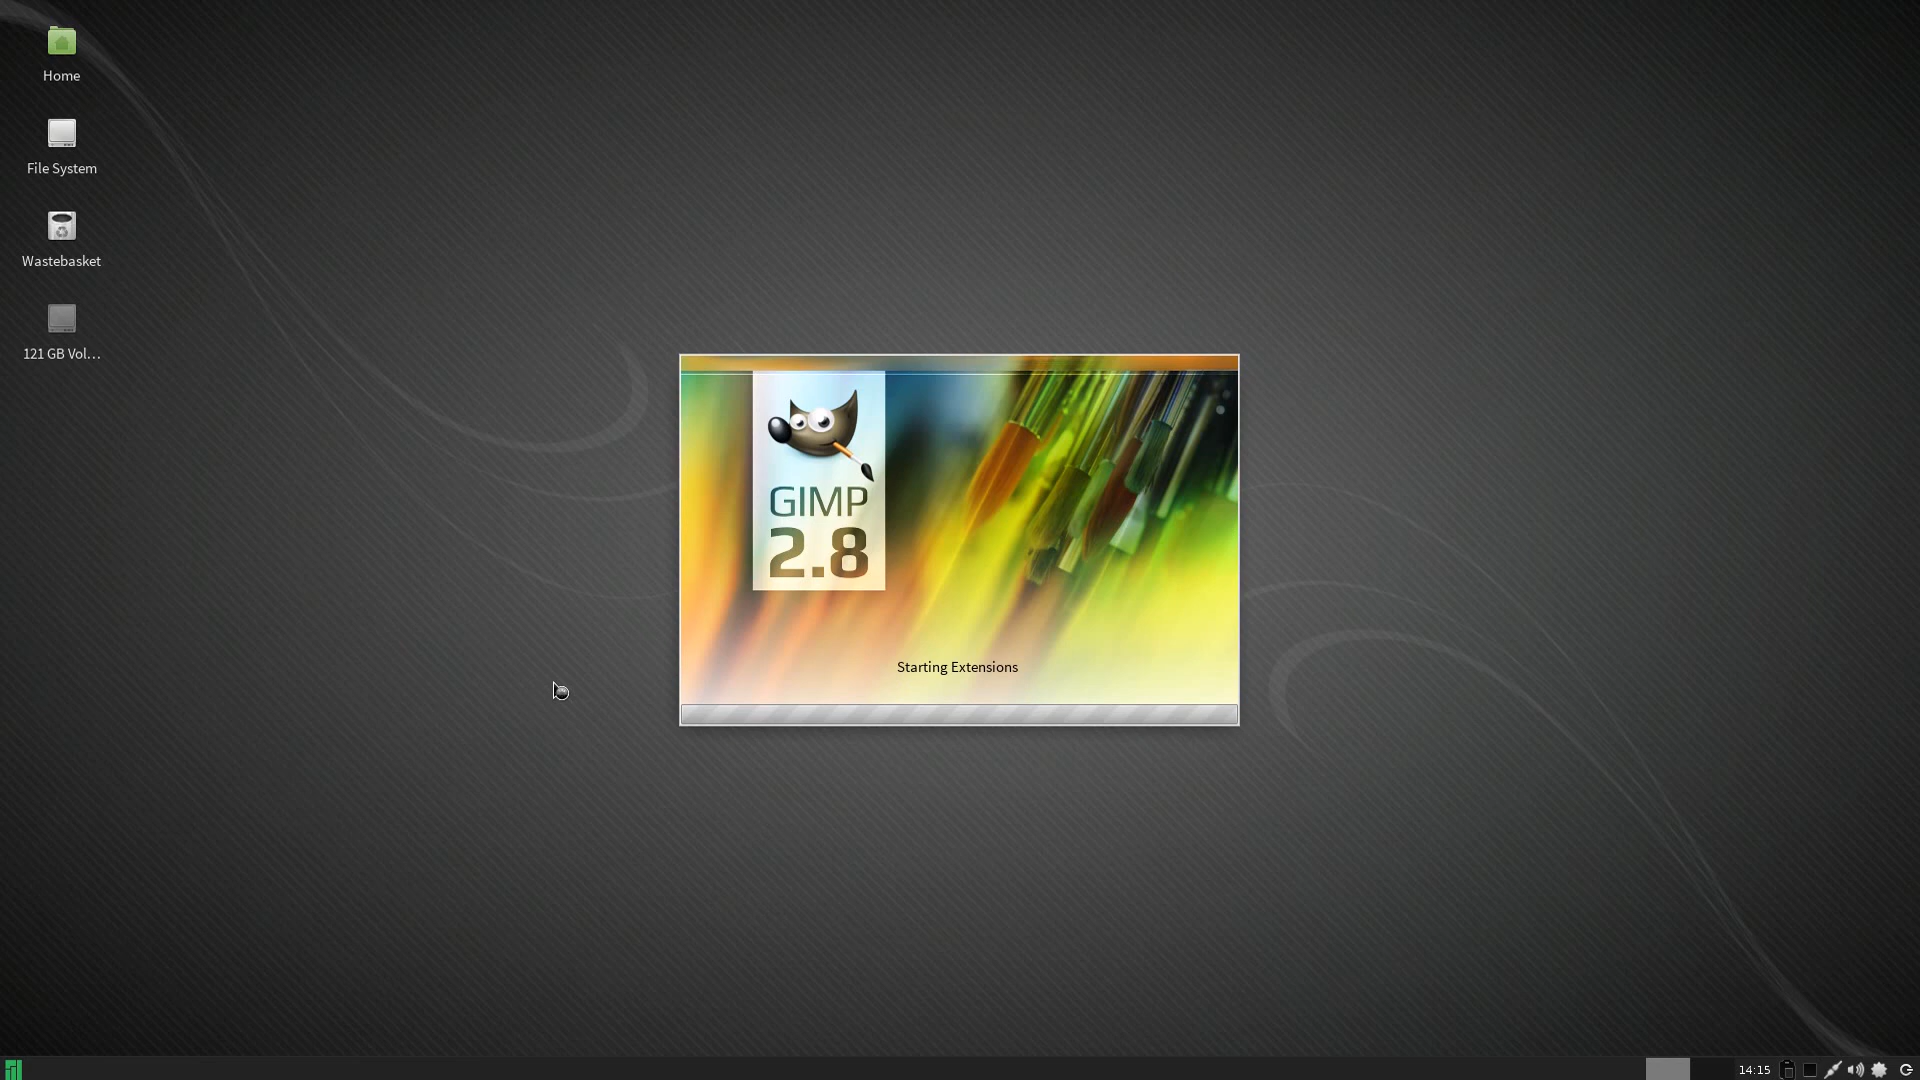 Home
File System
Wastebasket
121 GB Vol...
GIMP
2.8
Starting Extensions
14:15